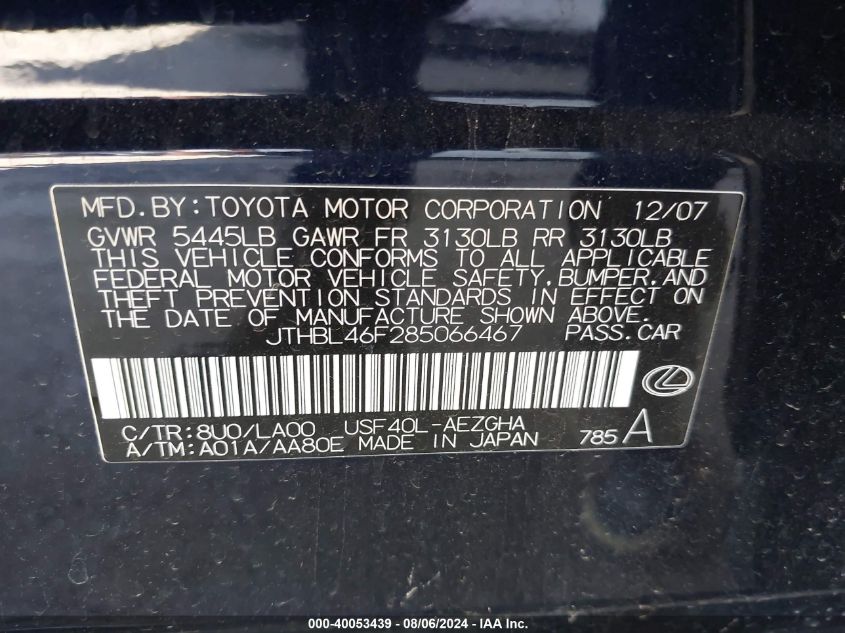 MFD.BY:TOYOTA MOTOR CORPORATION 12/07
GVWR 5445LB GAWR FR 3130LB RR 3130LB
THIS VEHICLE CONFORMS TO ALL APPLICABLE
FEDERAL MOTOR VEHICLE SAFETY,BUMPER,AND
THEFT PREVENTION STANDARDS IN EFFECT ON
THE DATE OF MANUFACTURE SHOWN ABOVE.
JTHBL46F285066467 PASS.CAR
C/TR:8U0/LA00 USF40L-AEZGHA
A/TM:A01A/AA80E MADE IN JAPAN 785 A
000-40053439 - 08/06/2024 - © IAA Inc.